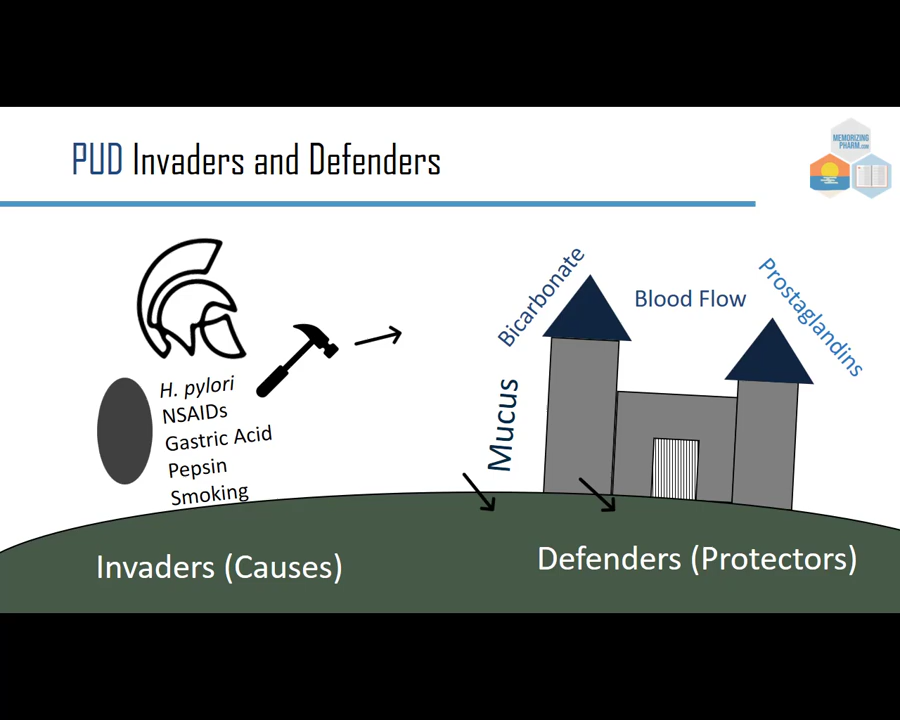 PUD Invaders and Defenders
MEMORIZING
PHARM.COM
Bicarbonate
Blood Flow
Prostaglandins
Mucus
H. pylori
NSAIDs
Gastric Acid
Pepsin
Smoking
Invaders (Causes)
Defenders (Protectors)